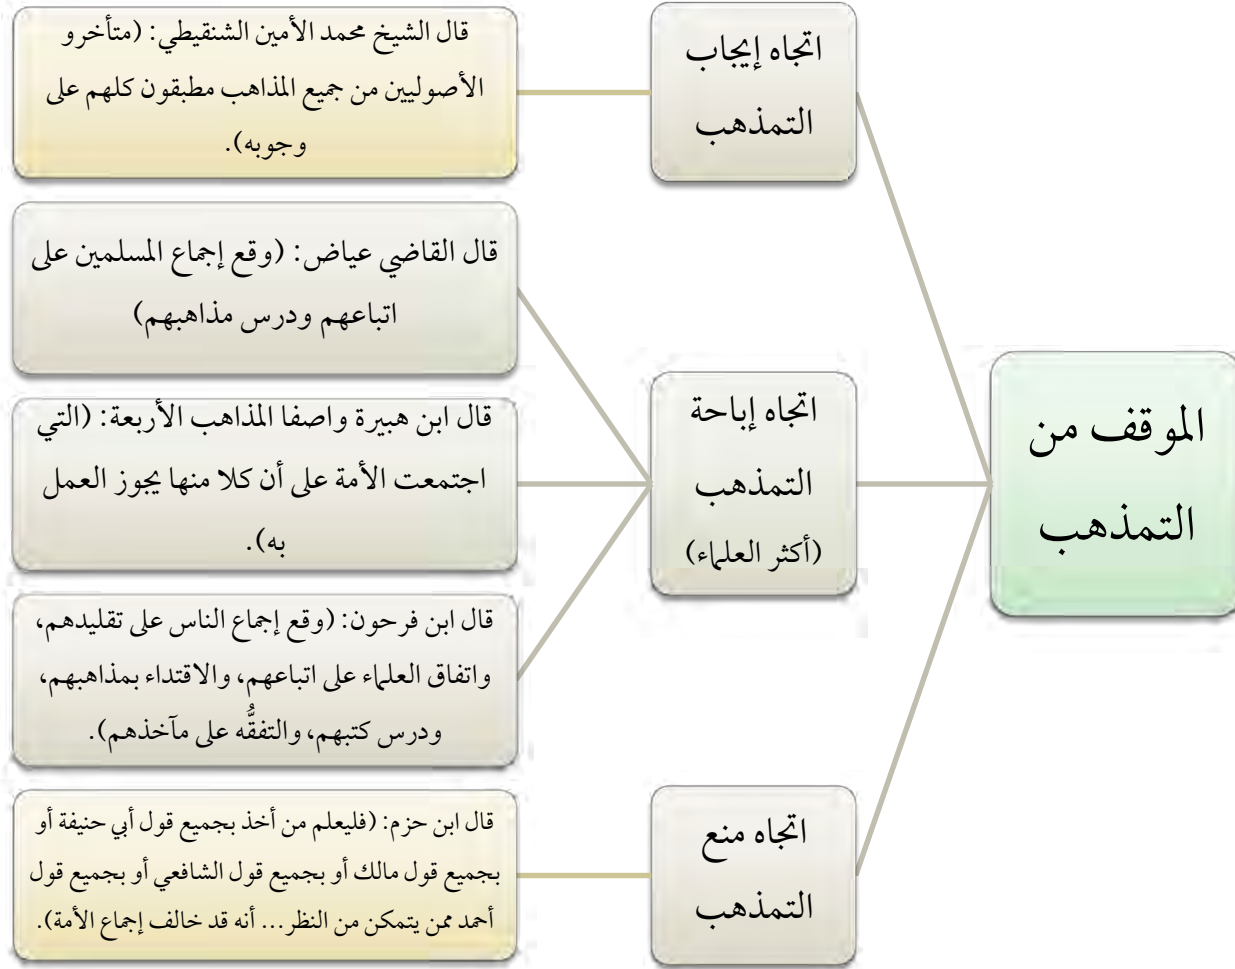 الموقف من
التمذهب
اتجاه إيجاب
التمذهب
قال الشيخ محمد الأمين الشنقيطي: (متأخرو
الأصوليين من جميع المذاهب مطبقون كلهم على
وجوبه).
اتجاه إباحة
التمذهب
(أكثر العلماء)
قال القاضي عياض: (وقع إجماع المسلمين على
اتباعهم ودرس مذاهبهم)
قال ابن هبيرة واصفا المذاهب الأربعة: (التي
اجتمعت الأمة على أن كلا منها يجوز العمل
به).
قال ابن فرحون: (وقع إجماع الناس على تقليدهم،
واتفاق العلماء على اتباعهم، والاقتداء بمذاهبهم،
ودرس كتبهم، والتفقُّه على مآخذهم).
اتجاه منع
التمذهب
قال ابن حزم: (فليعلم من أخذ بجميع قول أبي حنيفة أو
بجميع قول مالك أو بجميع قول الشافعي أو بجميع قول
أحمد ممن يتمكن من النظر... أنه قد خالف إجماع الأمة).